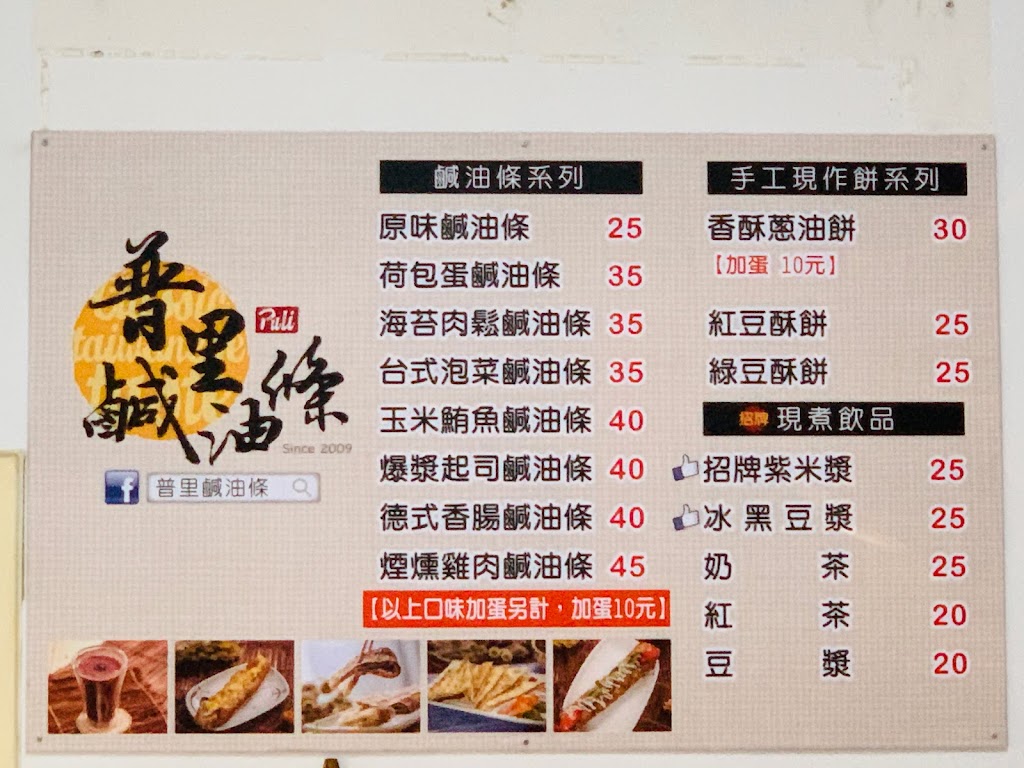 普里鹹油條
Puli
Since 2009
f 普里鹹油條
鹹油條系列
原味鹹油條 25
荷包蛋鹹油條 35
海苔肉鬆鹹油條 35
台式泡菜鹹油條 35
玉米鮪魚鹹油條 40
爆漿起司鹹油條 40
德式香腸鹹油條 40
煙燻雞肉鹹油條 45
【以上口味加蛋另計,加蛋10元】
手工現作餅系列
香酥蔥油餅 30
【加蛋 10元】
紅豆酥餅 25
綠豆酥餅 25
招牌 現煮飲品
招牌紫米漿 25
冰黑豆漿 25
奶茶 25
紅茶 20
豆漿 20